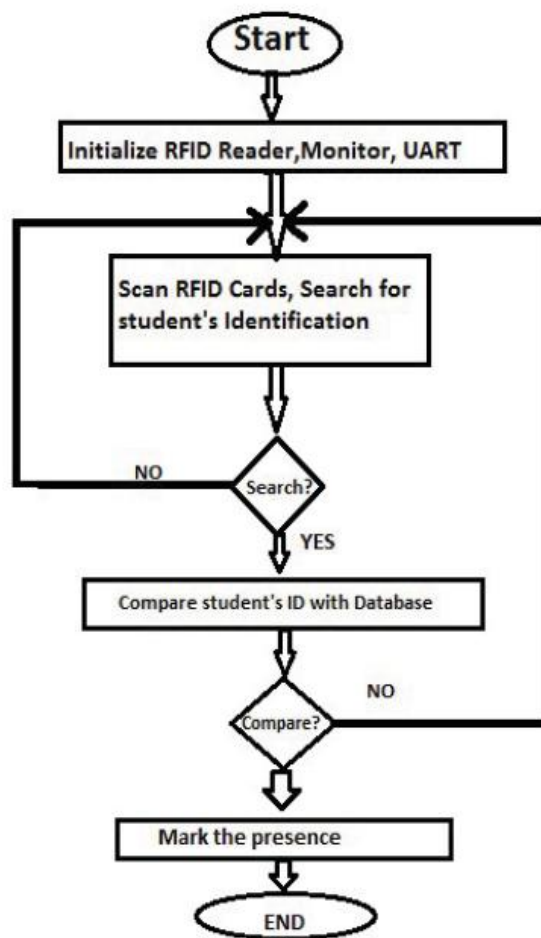 Start
Initialize RFID Reader,Monitor, UART
Scan RFID Cards, Search for
student's Identification
NO
Search?
YES
Compare student's ID with Database
NO
Compare?
Mark the presence
END